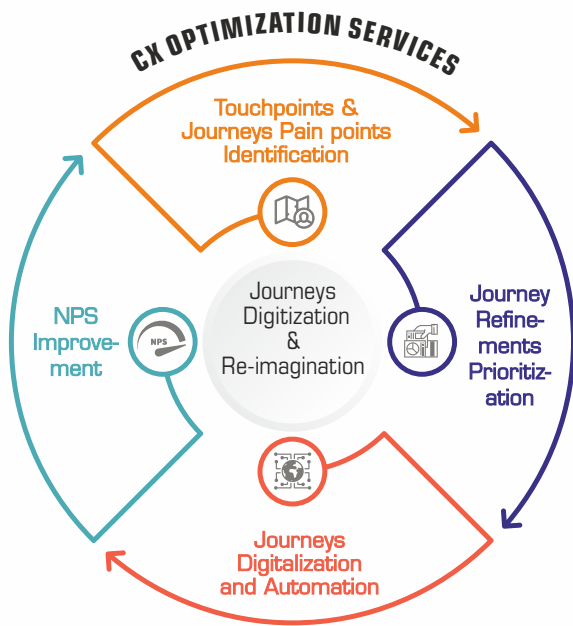 CX OPTIMIZATION SERVICES
Touchpoints &
Journeys Pain points
Identification
Journey
Refine-
ments
Prioritiz-
ation
Journeys
Digitalization
and Automation
NPS
Improve-
ment
NPS
Journeys
Digitization
&
Re-imagination